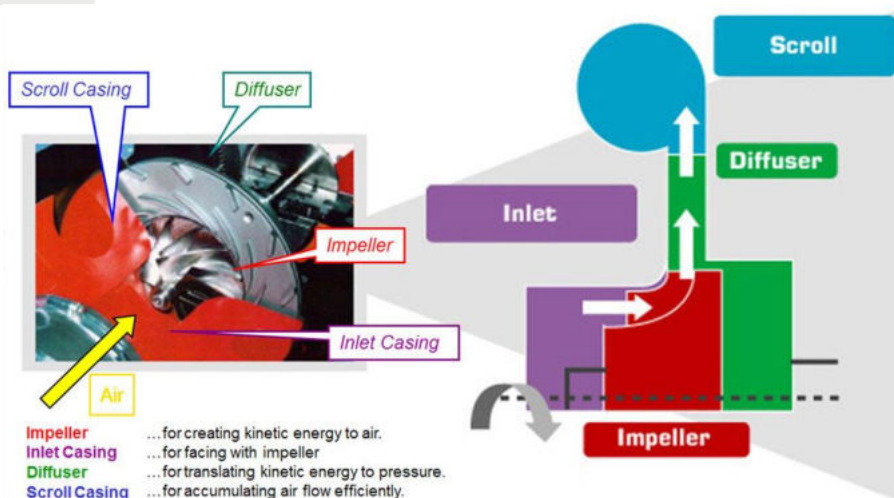 Scroll Casing
Diffuser
Impeller
Inlet Casing
Air
Impeller ...for creating kinetic energy to air.
Inlet Casing ...for facing with impeller
Diffuser ...for translating kinetic energy to pressure.
Scroll Casing ...for accumulating air flow efficiently.
Scroll
Diffuser
Inlet
Impeller